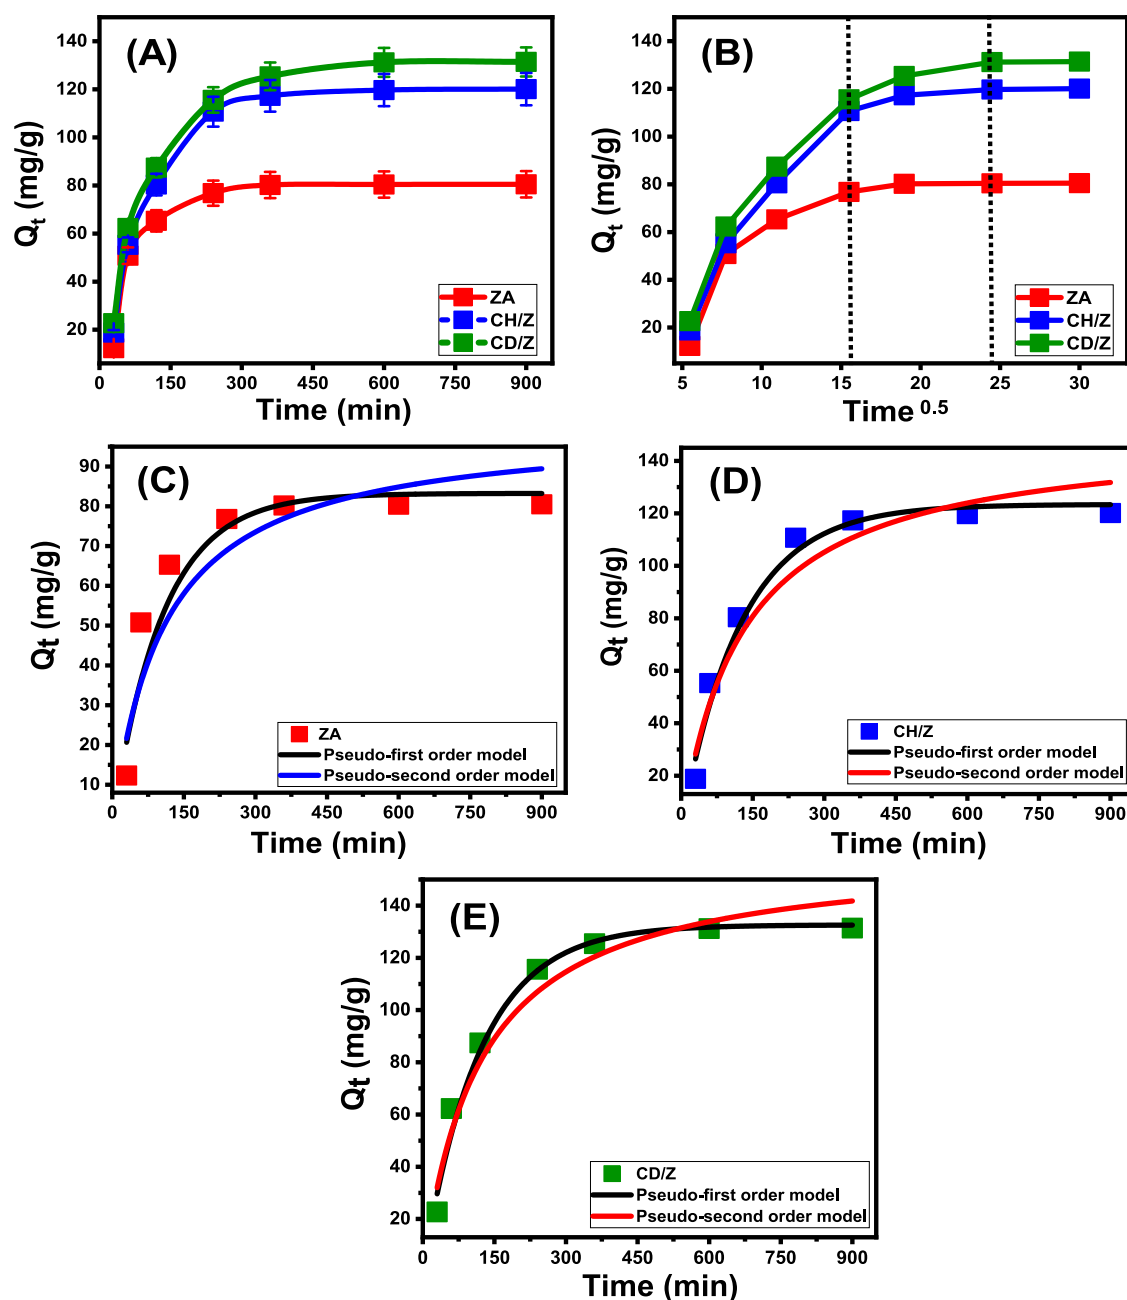 (A)
Qt (mg/g)
140
120
100
80
60
40
20
ZA
CH/Z
CD/Z
0 150 300 450 600 750 900
Time (min)
(B)
Qt (mg/g)
140
120
100
80
60
40
20
ZA
CH/Z
CD/Z
5 10 15 20 25 30
Time 0.5
(C)
Qt (mg/g)
90
80
70
60
50
40
30
20
10
ZA
Pseudo-first order model
Pseudo-second order model
0 150 300 450 600 750 900
Time (min)
(D)
Qt (mg/g)
140
120
100
80
60
40
20
CH/Z
Pseudo-first order model
Pseudo-second order model
0 150 300 450 600 750 900
Time (min)
(E)
Qt (mg/g)
140
120
100
80
60
40
20
CD/Z
Pseudo-first order model
Pseudo-second order model
0 150 300 450 600 750 900
Time (min)